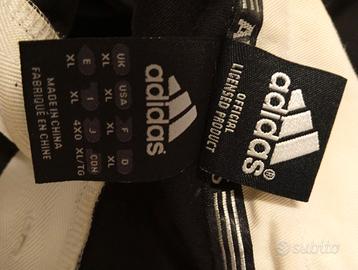 adidas
UK USA F D
XL XL XL XL
E I J CDN
XL XL 4XO XL/TG
MADE IN CHINA
FABRIQUE EN CHINE
adidas®
OFFICIAL
LICENSED PRODUCT
subito